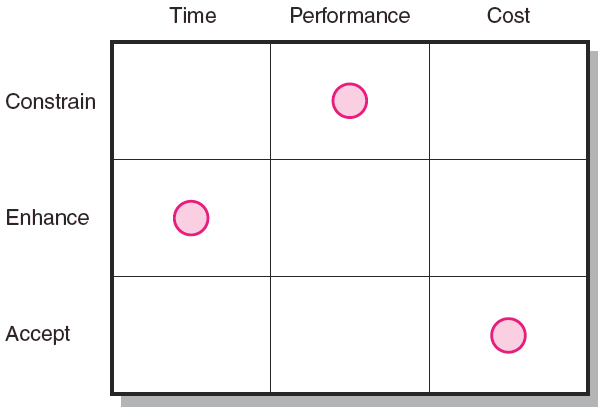 Time Performance Cost
Constrain
Enhance
Accept